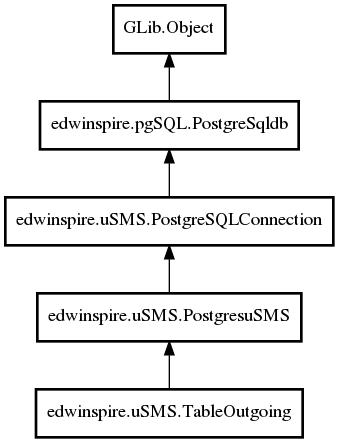 GLib.Object
edwinspire.pgSQL.PostgreSqldb
edwinspire.uSMS.PostgreSQLConnection
edwinspire.uSMS.PostgresuSMS
edwinspire.uSMS.TableOutgoing